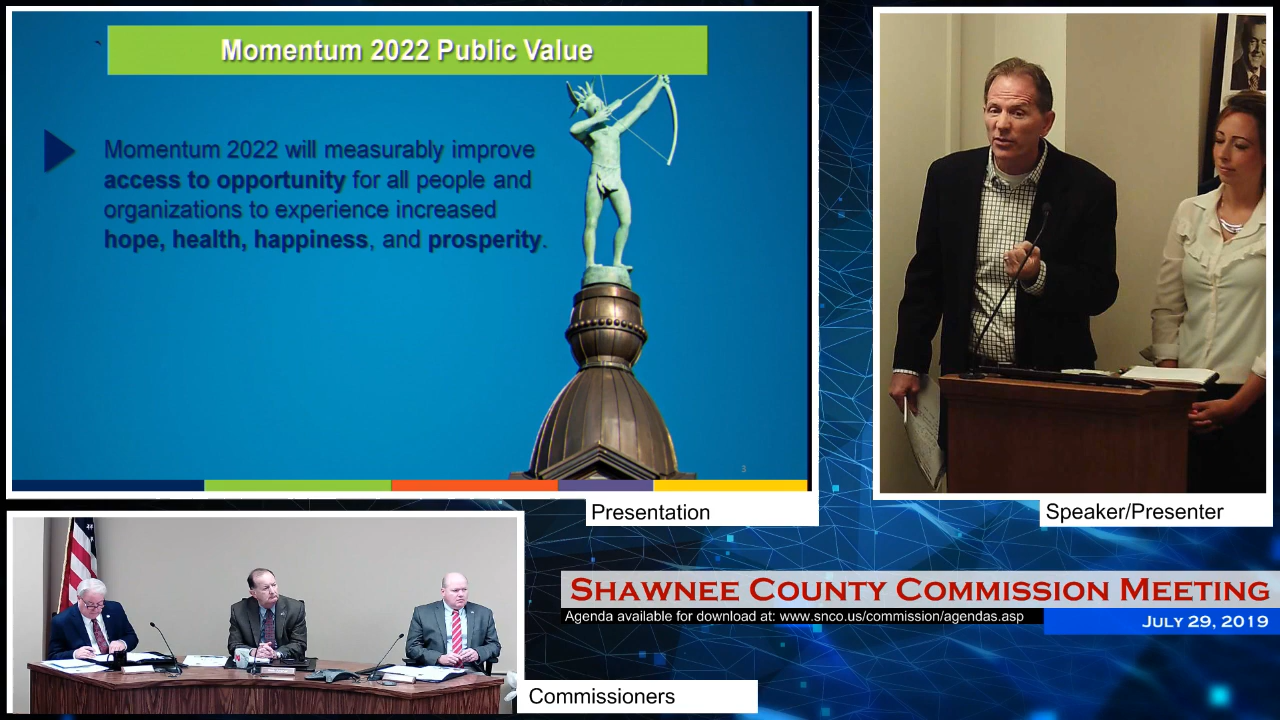 Momentum 2022 Public Value
Momentum 2022 will measurably improve
access to opportunity for all people and
organizations to experience increased
hope, health, happiness, and prosperity.
3
Presentation
Speaker/Presenter
Commissioners
SHAWNEE COUNTY COMMISSION MEETING
Agenda available for download at: www.snco.us/commission/agendas.asp
JULY 29, 2019